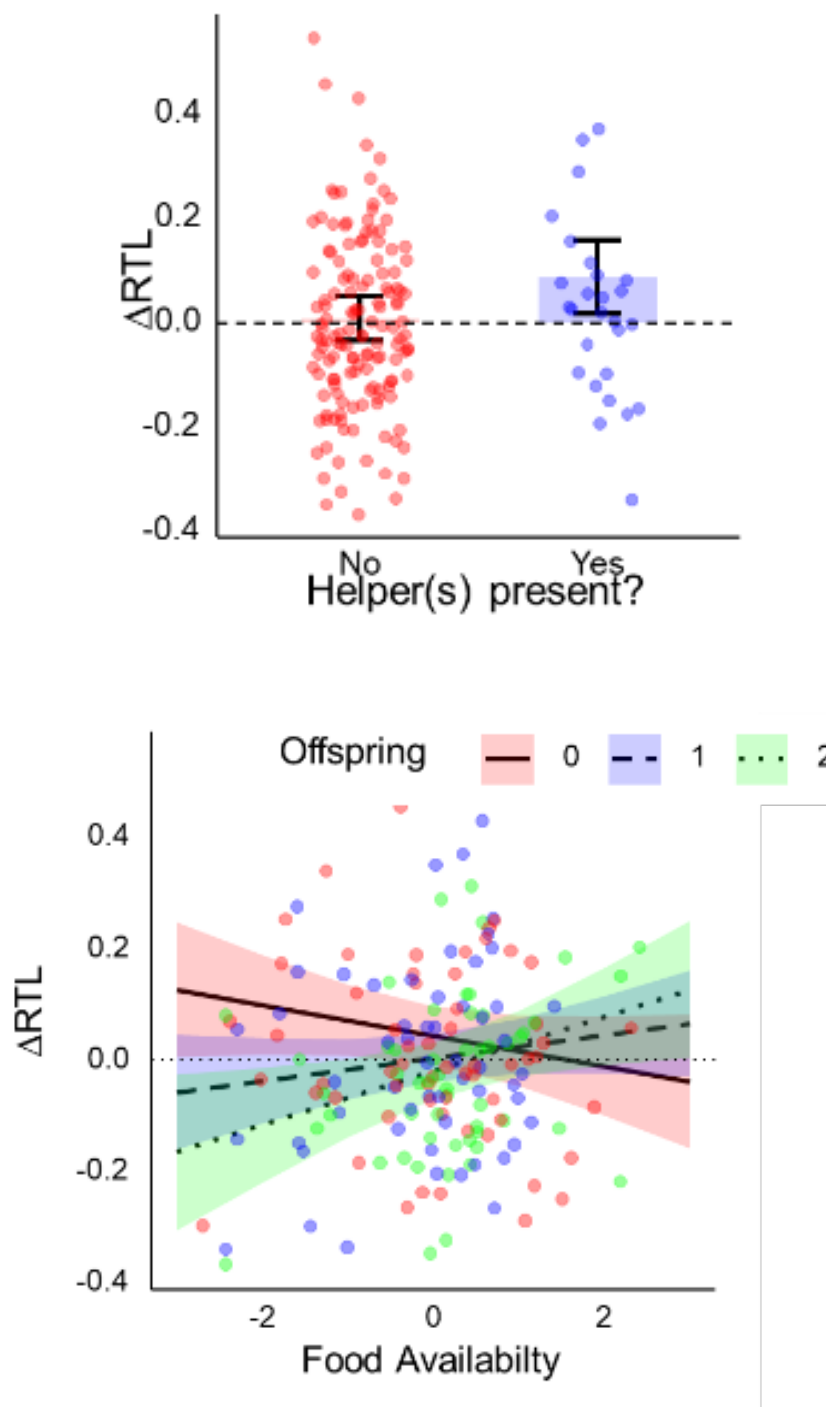 0.4
0.2
ΔRTL
0.0
-0.2
-0.4
No Yes
Helper(s) present?
Offspring 0 1 2
0.4
0.2
ΔRTL
0.0
-0.2
-0.4
-2 0 2
Food Availabilty